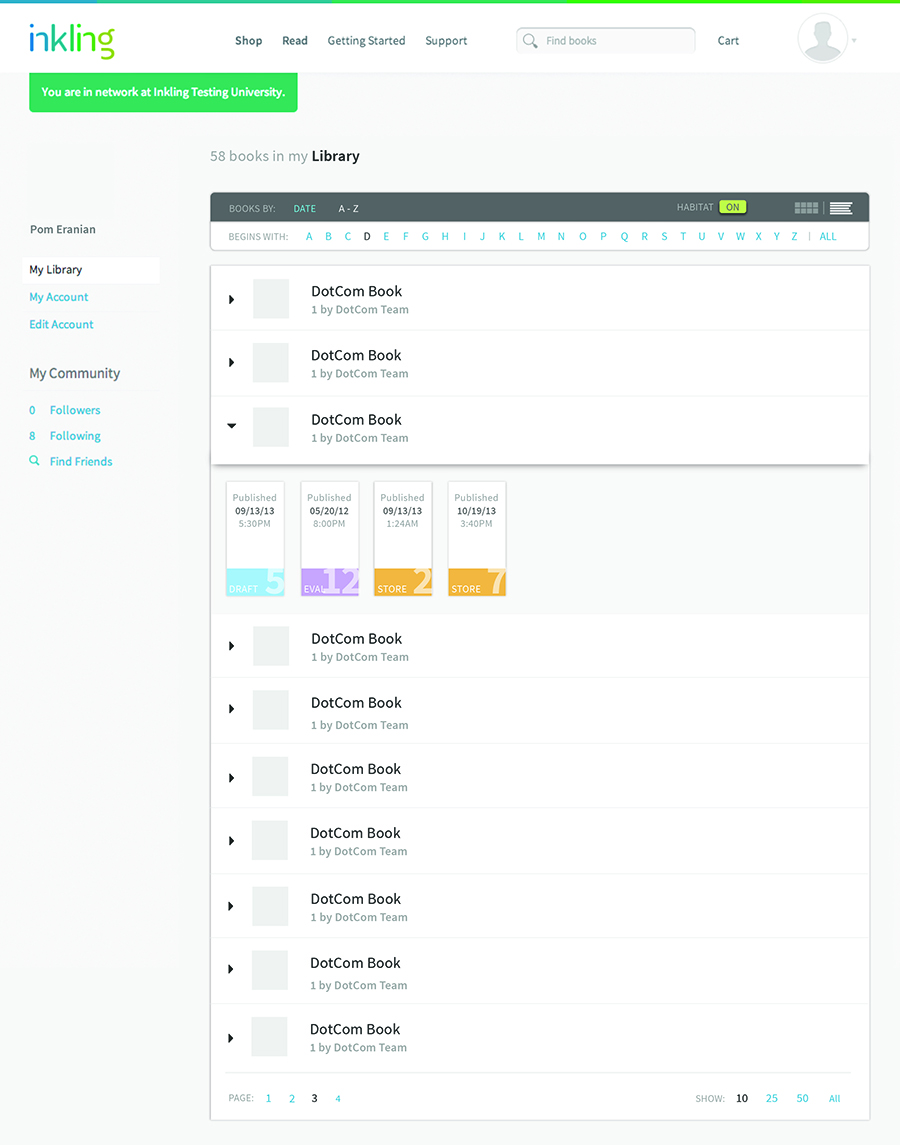 inkling
Shop Read Getting Started Support Find books Cart
You are in network at Inkling Testing University.
58 books in my Library
BOOKS BY: DATE A - Z HABITAT ON
BEGINS WITH: A B C D E F G H I J K L M N O P Q R S T U V W X Y Z | ALL
Pom Eranian
My Library
My Account
Edit Account
My Community
0 Followers
8 Following
Find Friends
DotCom Book
1 by DotCom Team
DotCom Book
1 by DotCom Team
DotCom Book
1 by DotCom Team
Published
09/13/13
5:30PM
DRAFT 5
Published
05/20/12
8:00PM
EVAL 12
Published
09/13/13
1:24AM
STORE 2
Published
10/19/13
3:40PM
STORE 7
DotCom Book
1 by DotCom Team
DotCom Book
1 by DotCom Team
DotCom Book
1 by DotCom Team
DotCom Book
1 by DotCom Team
DotCom Book
1 by DotCom Team
DotCom Book
1 by DotCom Team
DotCom Book
1 by DotCom Team
PAGE: 1 2 3 4 SHOW: 10 25 50 All